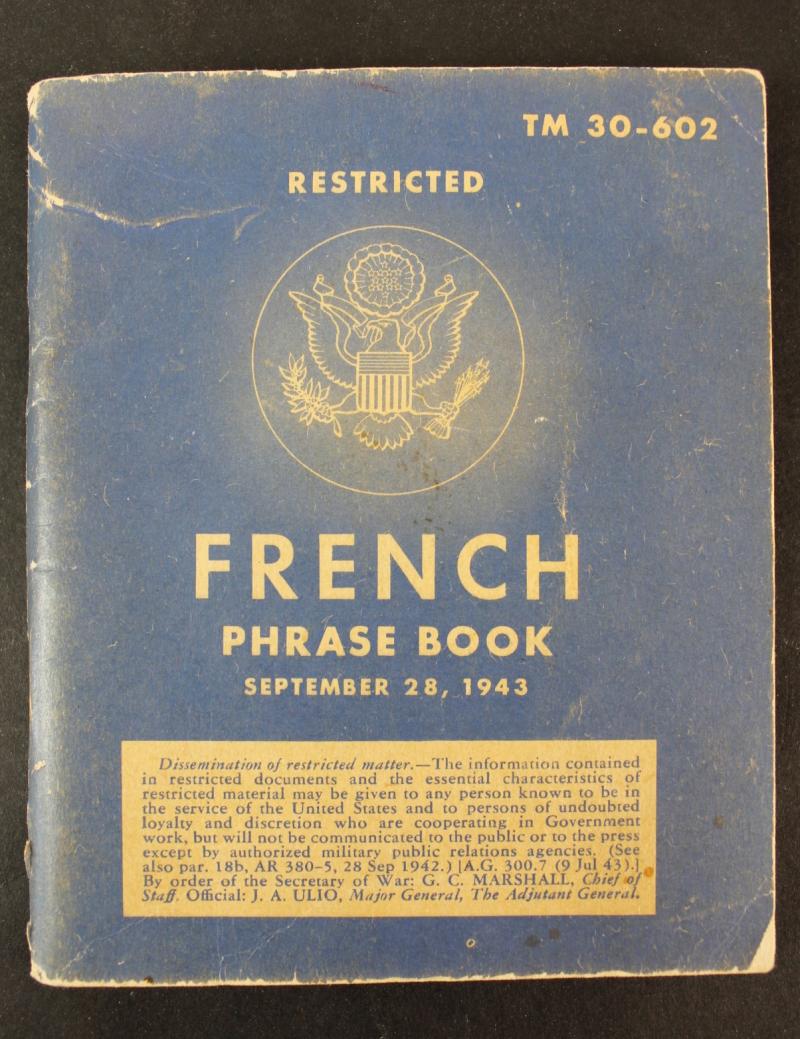 TM 30-602
RESTRICTED
FRENCH
PHRASE BOOK
SEPTEMBER 28, 1943
Dissemination of restricted matter.—The information contained
in restricted documents and the essential characteristics of
restricted material may be given to any person known to be in
the service of the United States and to persons of undoubted
loyalty and discretion who are cooperating in Government
work, but will not be communicated to the public or to the press
except by authorized military public relations agencies. (See
also par. 18b, AR 380-5, 28 Sep 1942.) [A.G. 300.7 (9 Jul 43).]
By order of the Secretary of War: G. C. MARSHALL, Chief of
Staff. Official: J. A. ULIO, Major General, The Adjutant General.